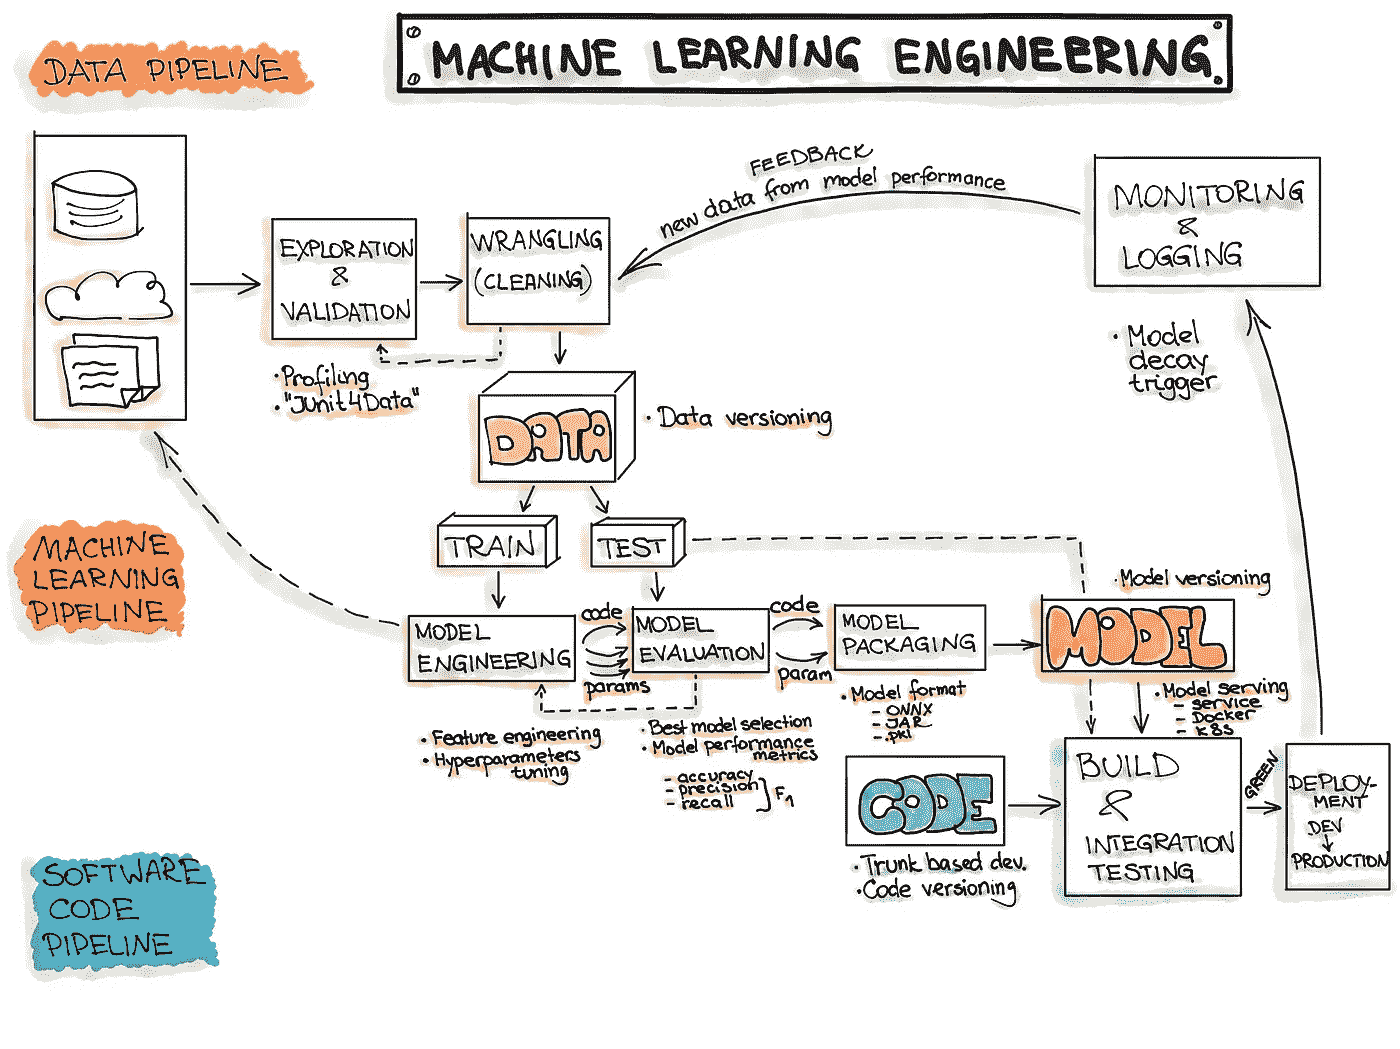 MACHINE LEARNING ENGINEERING
DATA PIPELINE
FEEDBACK
new data from model performance
MONITORING
&
LOGGING
• Model
decay
trigger
EXPLORATION
&
VALIDATION
• Profiling
• "JUnit4Data"
WRANGLING
(CLEANING)
DATA
• Data versioning
TRAIN
TEST
MACHINE
LEARNING
PIPELINE
MODEL
ENGINEERING
• Feature engineering
• Hyperparameters
tuning
code
params
MODEL
EVALUATION
• Best model selection
• Model performance
metrics
- accuracy
- precision
- recall
F1
code
param
MODEL
PACKAGING
• Model format
- ONNX
- JAR
- .pkl
• Model versioning
MODEL
• Model serving
- service
- Docker
- K8S
SOFTWARE
CODE
PIPELINE
CODE
• Trunk based dev.
• Code versioning
BUILD
&
INTEGRATION
TESTING
GREEN
DEPLOY-
MENT
DEV
PRODUCTION